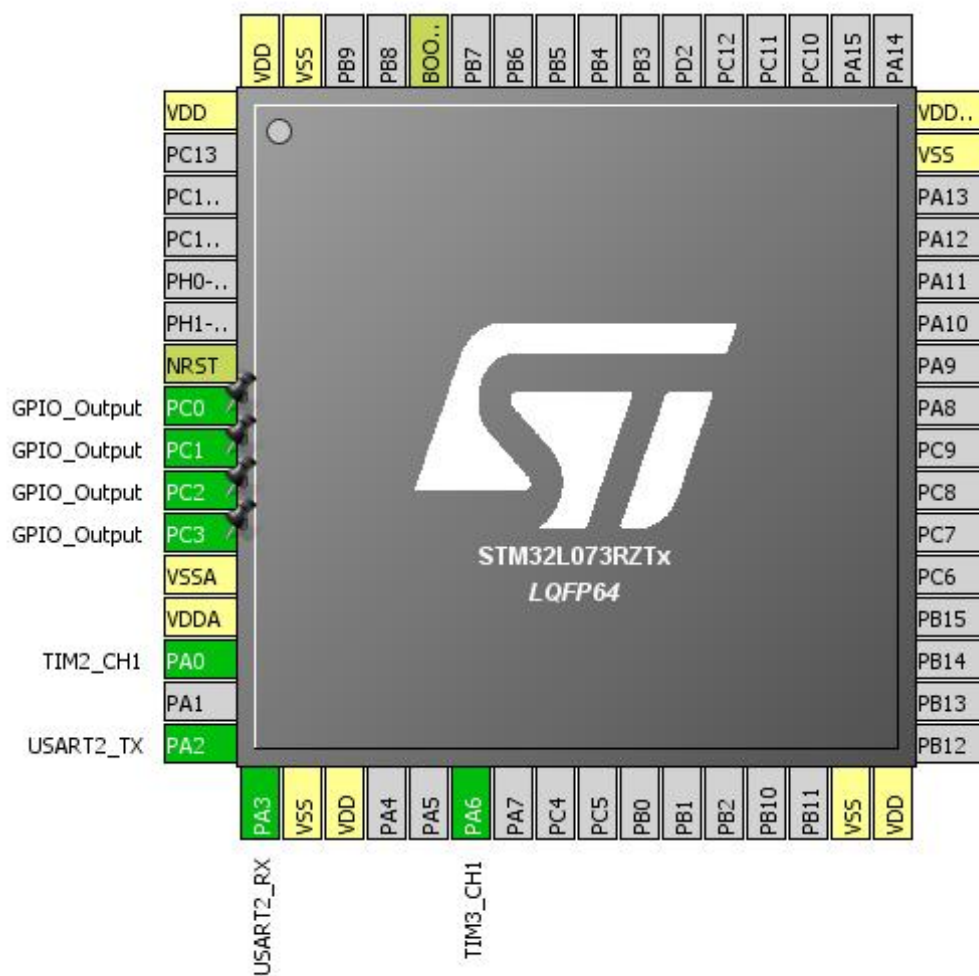 VDD
VSS
PB9
PB8
BOO..
PB7
PB6
PB5
PB4
PB3
PD2
PC12
PC11
PC10
PA15
PA14
VDD
PC13
PC1..
PC1..
PH0-..
PH1-..
NRST
GPIO_Output PC0
GPIO_Output PC1
GPIO_Output PC2
GPIO_Output PC3
VSSA
VDDA
TIM2_CH1 PA0
PA1
USART2_TX PA2
ST
STM32L073RZTx
LQFP64
VDD..
VSS
PA13
PA12
PA11
PA10
PA9
PA8
PC9
PC8
PC7
PC6
PB15
PB14
PB13
PB12
PA3
VSS
VDD
PA4
PA5
PA6
PA7
PC4
PC5
PB0
PB1
PB2
PB10
PB11
VSS
VDD
USART2_RX
TIM3_CH1